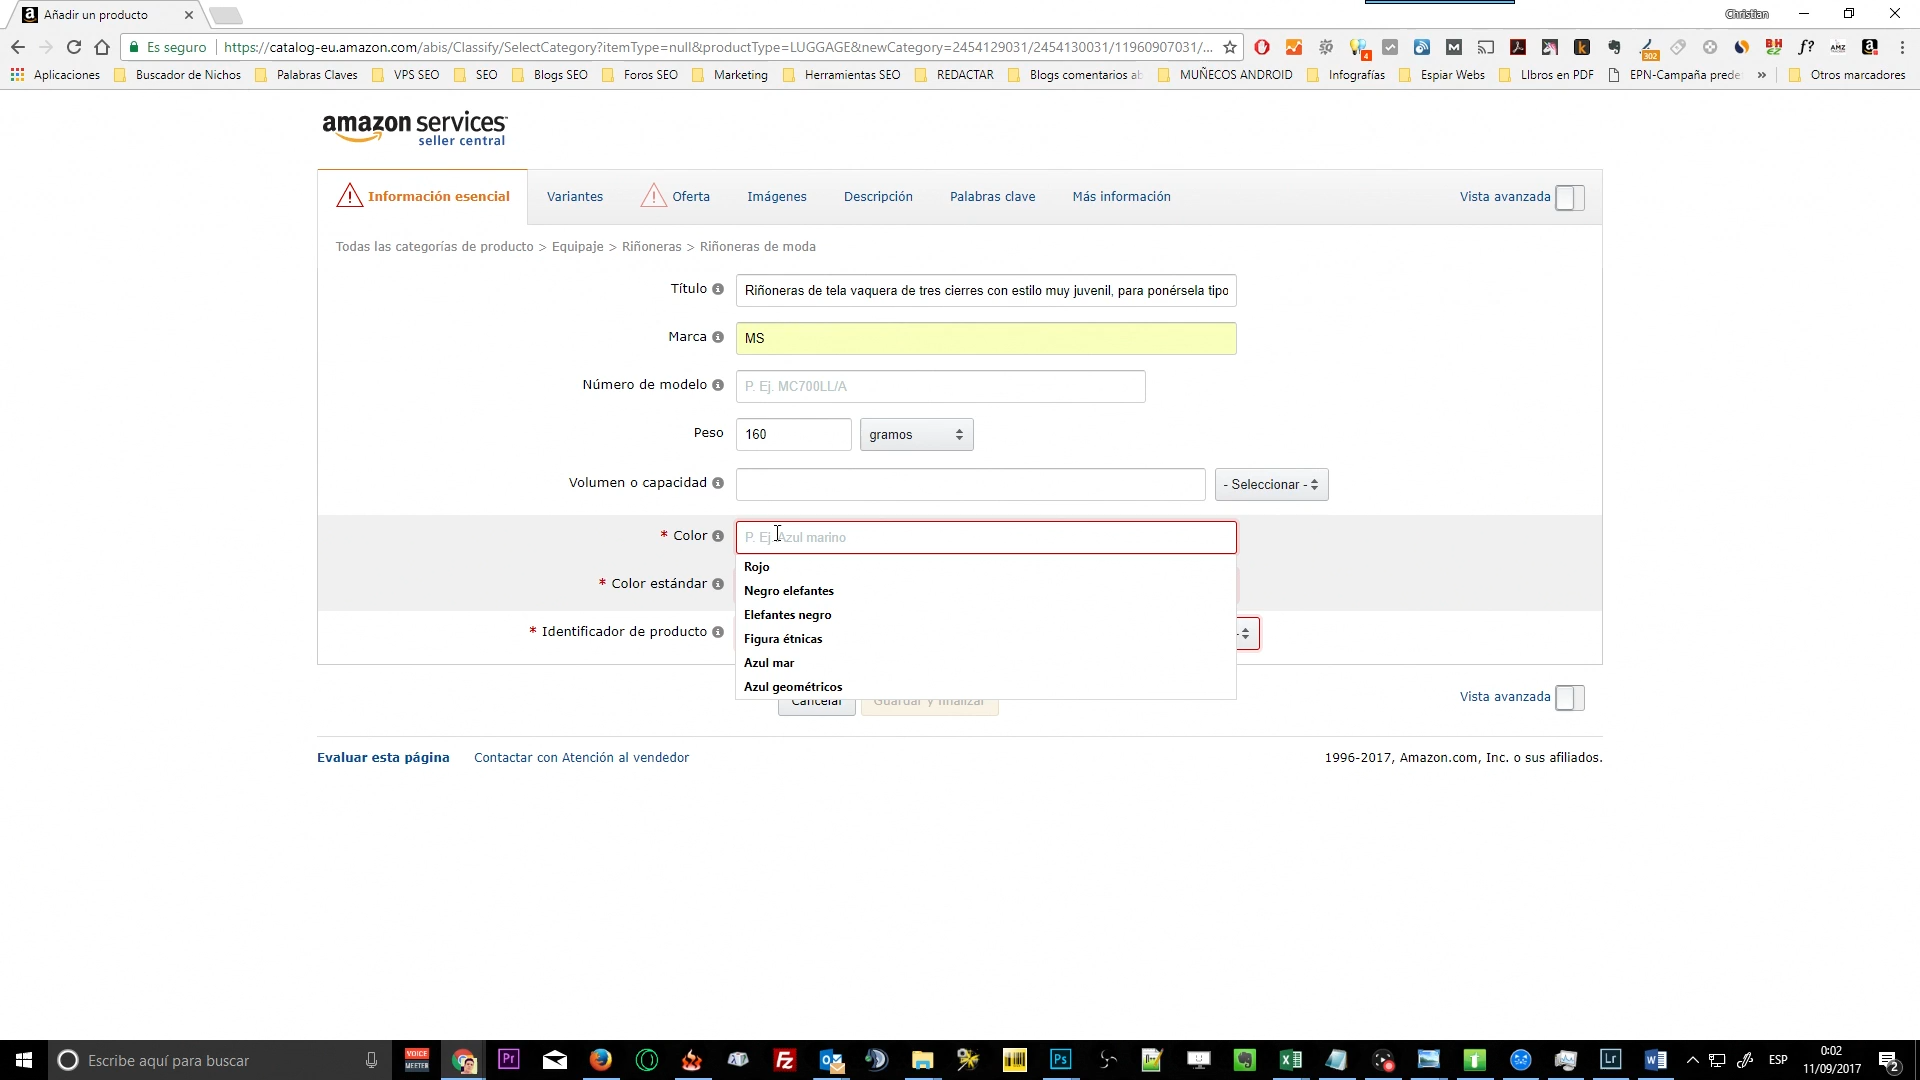 Añadir un producto
Christian
Es seguro
https://catalog-eu.amazon.com/abis/Classify/SelectCategory?itemType=null&productType=LUGGAGE&newCategory=2454129031/2454130031/11960907031/...
Aplicaciones
Buscador de Nichos
Palabras Claves
VPS SEO
SEO
Blogs SEO
Foros SEO
Marketing
Herramientas SEO
REDACTAR
Blogs comentarios ab
MUÑECOS ANDROID
Infografías
Espiar Webs
LIbros en PDF
EPN-Campaña prede
Otros marcadores
amazon services
seller central
Información esencial
Variantes
Oferta
Imágenes
Descripción
Palabras clave
Más información
Vista avanzada
Todas las categorías de producto > Equipaje > Riñoneras > Riñoneras de moda
Título
Riñoneras de tela vaquera de tres cierres con estilo muy juvenil, para ponérsela tipo
Marca
MS
Número de modelo
P. Ej. MC700LL/A
Peso
160
gramos
Volumen o capacidad
- Seleccionar -
* Color
P. Ej. Azul marino
Rojo
Negro elefantes
Elefantes negro
Figura étnicas
Azul mar
Azul geométricos
* Color estándar
* Identificador de producto
Cancelar
Guardar y finalizar
Vista avanzada
Evaluar esta página
Contactar con Atención al vendedor
1996-2017, Amazon.com, Inc. o sus afiliados.
Escribe aquí para buscar
ESP
0:02
11/09/2017
2